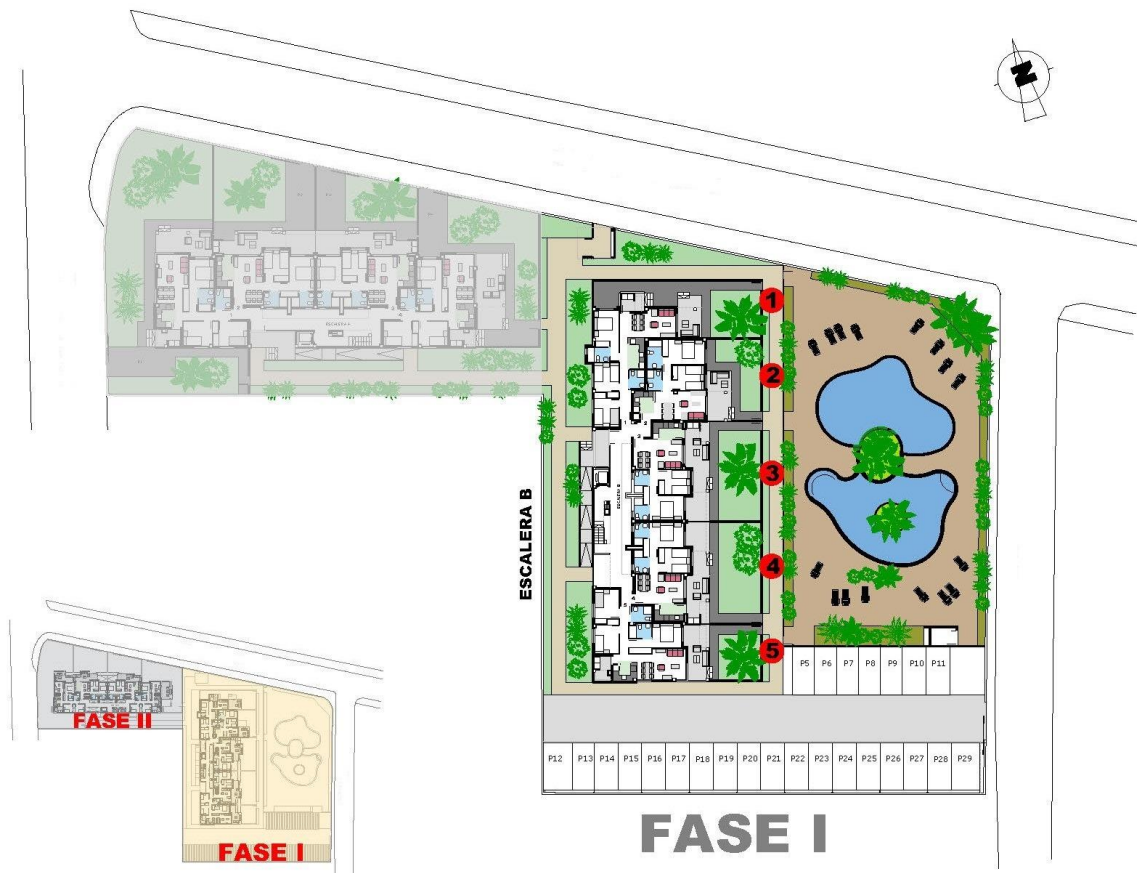 N
1
2
3
4
5
ESCALERA B
P5 P6 P7 P8 P9 P10 P11
P12 P13 P14 P15 P16 P17 P18 P19 P20 P21 P22 P23 P24 P25 P26 P27 P28 P29
FASE I
FASE II
FASE I